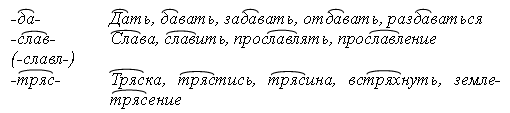 -да- Дать, давать, задавать, отдавать, раздаваться
-слав- Слава, славить, прославлять, прославление
(-славл-)
-тряс- Тряска, трястись, трясина, встряхнуть, земле-
трясение